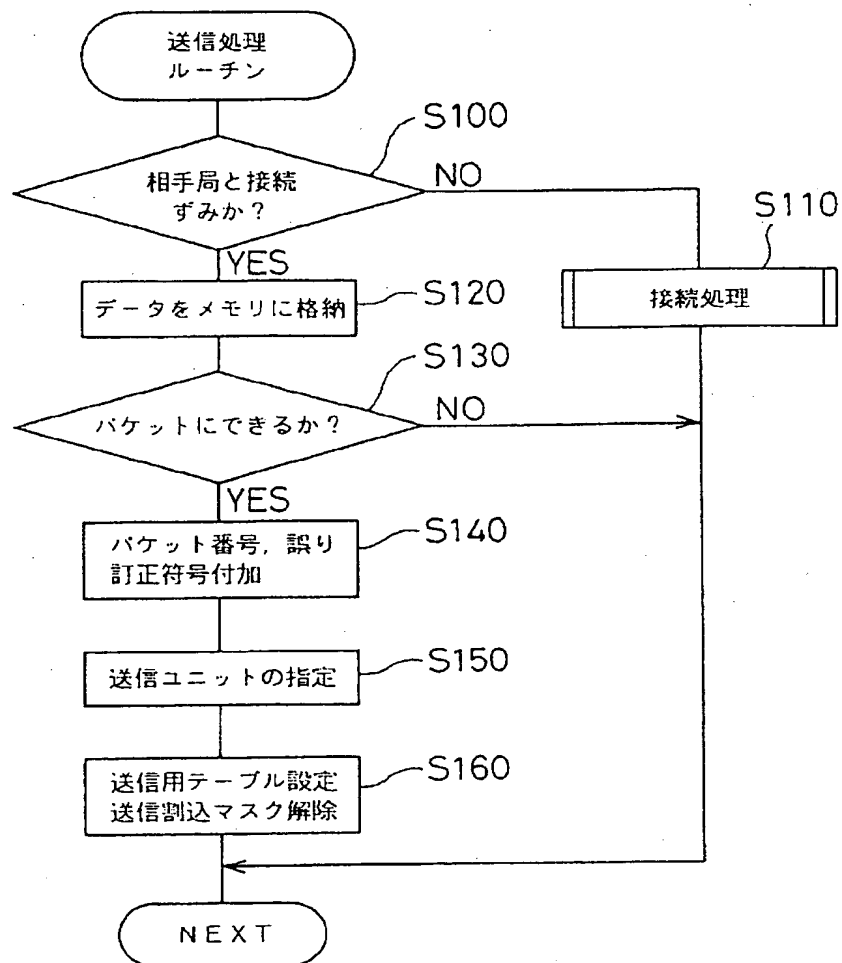 送信処理
ルーチン
S100
相手局と接続
ずみか？
NO
S110
YES
接続処理
データをメモリに格納
S120
S130
パケットにできるか？
NO
YES
パケット番号，誤り
訂正符号付加
S140
送信ユニットの指定
S150
送信用テーブル設定
送信割込マスク解除
S160
NEXT